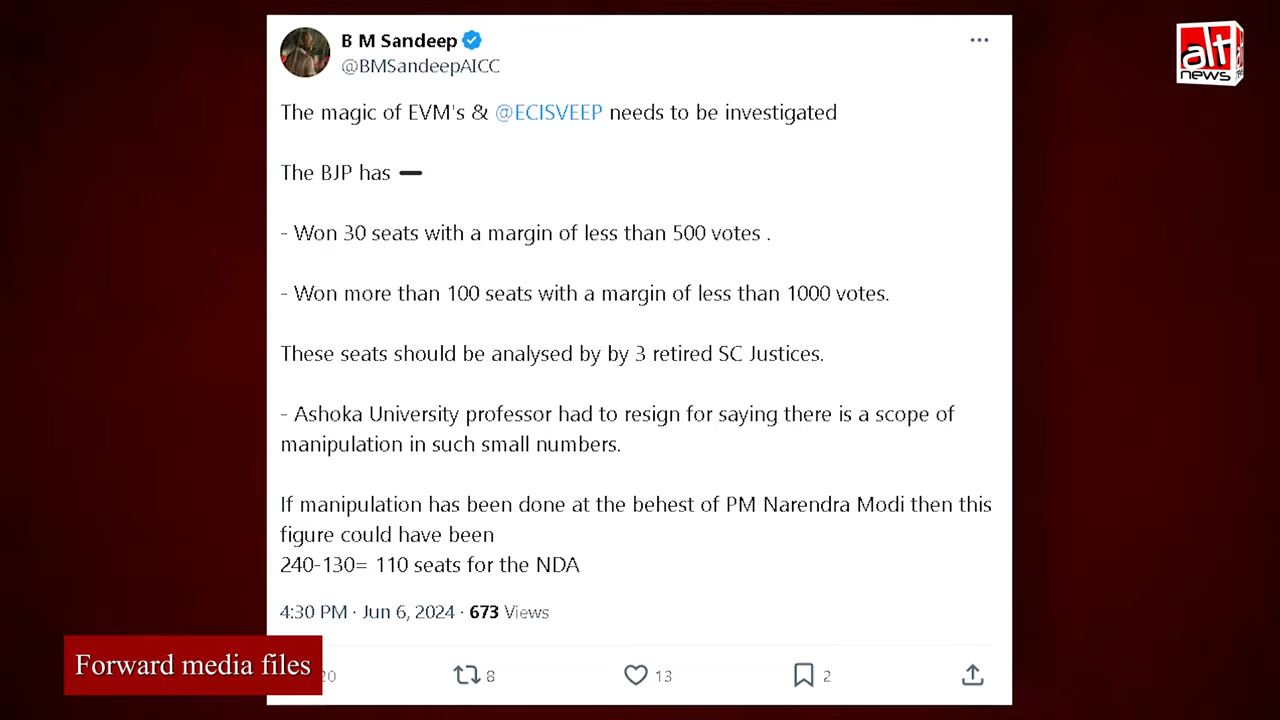 B M Sandeep
@BMSandeepAICC
alt
news
The magic of EVM's & @ECISVEEP needs to be investigated
The BJP has ➖
- Won 30 seats with a margin of less than 500 votes .
- Won more than 100 seats with a margin of less than 1000 votes.
These seats should be analysed by by 3 retired SC Justices.
- Ashoka University professor had to resign for saying there is a scope of
manipulation in such small numbers.
If manipulation has been done at the behest of PM Narendra Modi then this
figure could have been
240-130= 110 seats for the NDA
4:30 PM · Jun 6, 2024 · 673 Views
Forward media files
20 8 13 2